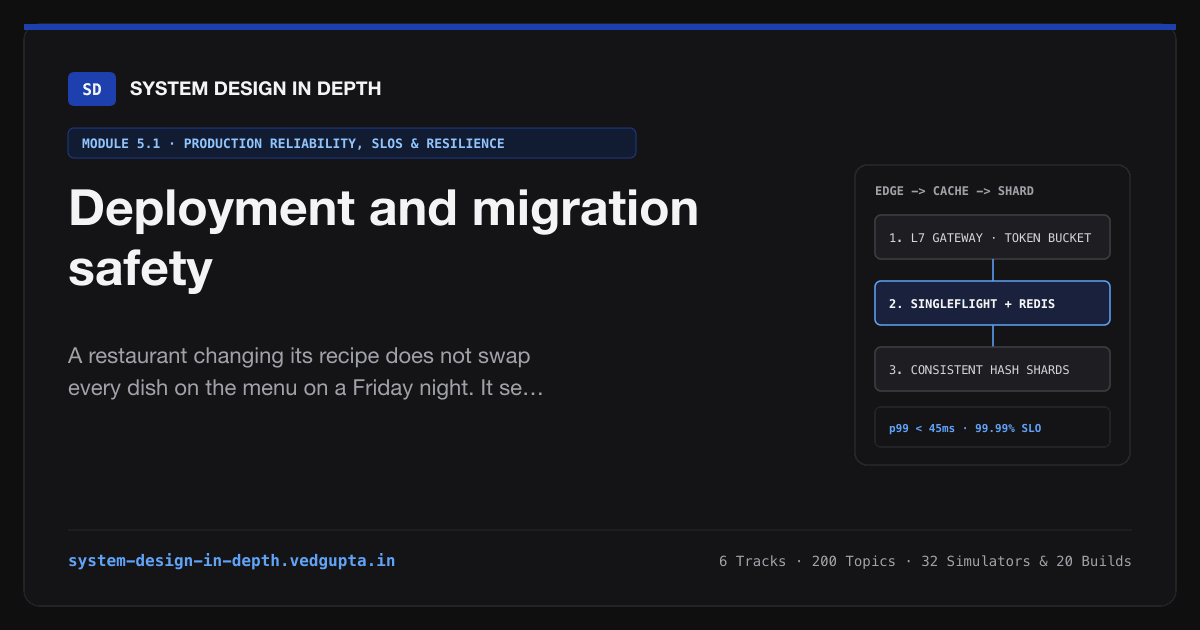 SD
SYSTEM DESIGN IN DEPTH
MODULE 5.1 · PRODUCTION RELIABILITY, SLOS & RESILIENCE
Deployment and migration
safety
A restaurant changing its recipe does not swap
every dish on the menu on a Friday night. It se…
EDGE —> CACHE —> SHARD
1. L7 GATEWAY · TOKEN BUCKET
2. SINGLEFLIGHT + REDIS
3. CONSISTENT HASH SHARDS
p99 < 45ms · 99.99% SLO
system-design-in-depth.vedgupta.in
6 Tracks · 200 Topics · 32 Simulators & 20 Builds